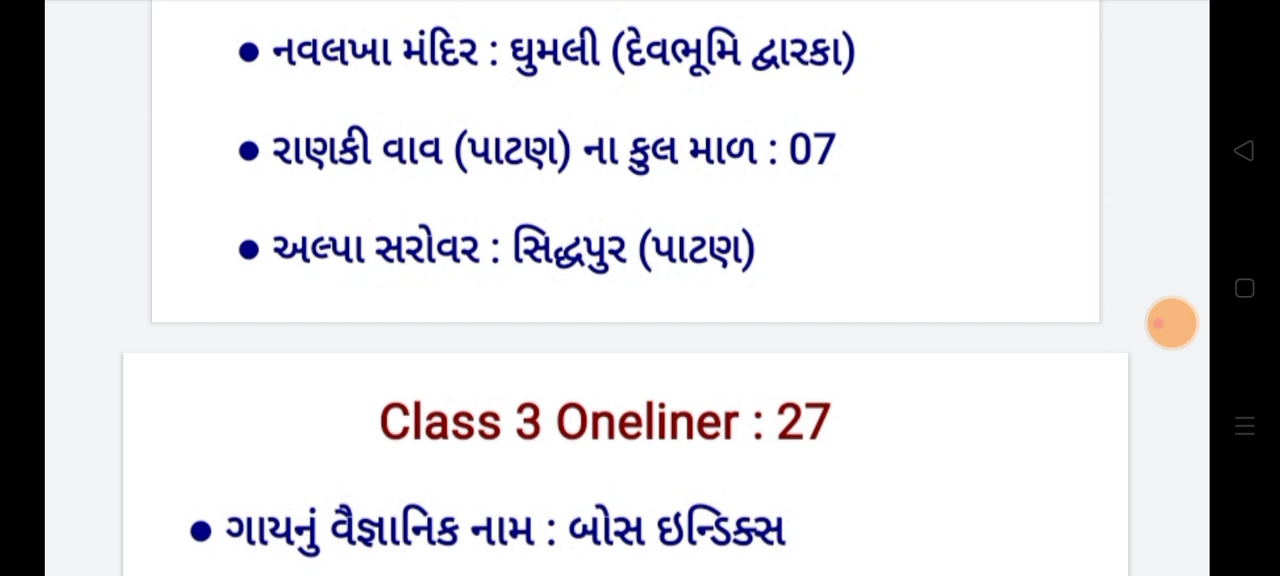 ● નવલખા મંદિર : ઘુમલી (દેવભૂમિ દ્વારકા)
● રાણકી વાવ (પાટણ) ના કુલ માળ : 07
● અલ્પા સરોવર : સિદ્ધપુર (પાટણ)
Class 3 Oneliner : 27
● ગાયનું વૈજ્ઞાનિક નામ : બોસ ઇન્ડિક્સ